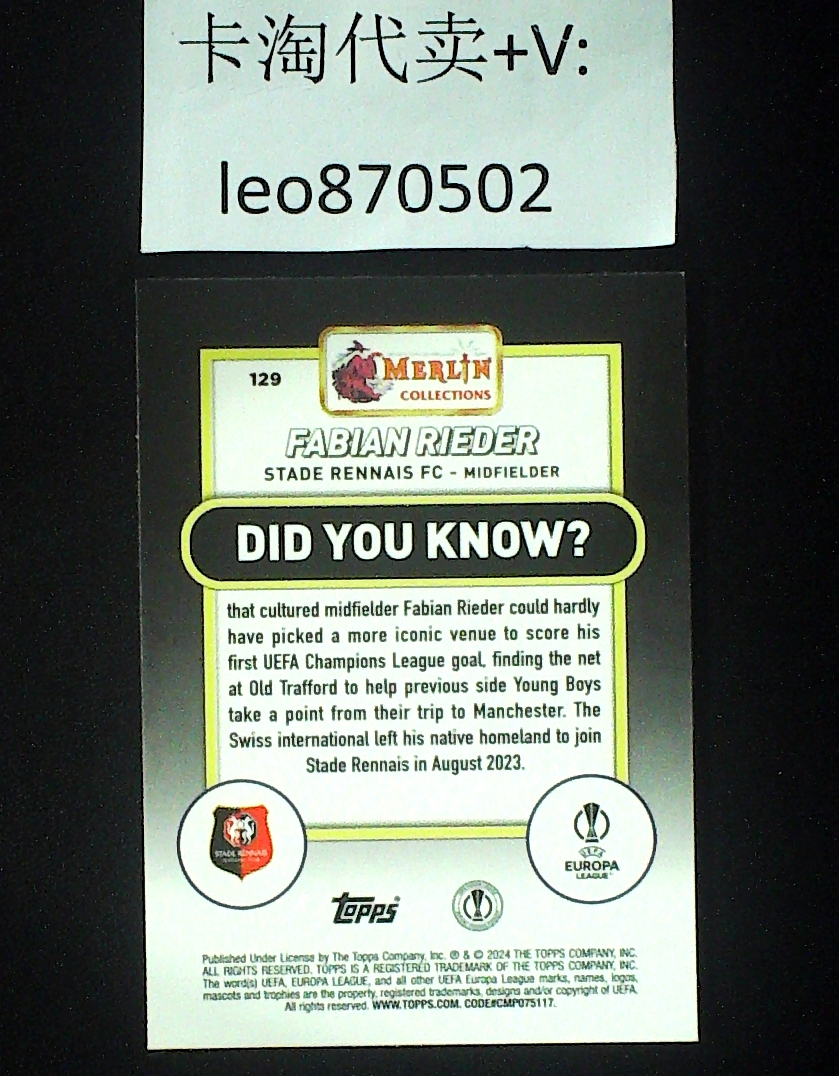 卡淘代卖+V:
leo870502
129
MERLIN
COLLECTIONS
FABIAN RIEDER
STADE RENNAIS FC - MIDFIELDER
DID YOU KNOW?
that cultured midfielder Fabian Rieder could hardly
have picked a more iconic venue to score his
first UEFA Champions League goal, finding the net
at Old Trafford to help previous side Young Boys
take a point from their trip to Manchester. The
Swiss international left his native homeland to join
Stade Rennais in August 2023.
STADE RENNAIS
UEFA
EUROPA
LEAGUE™
topps®
Published Under License by The Topps Company, Inc. ® & © 2024 THE TOPPS COMPANY, INC.
ALL RIGHTS RESERVED. TOPPS IS A REGISTERED TRADEMARK OF THE TOPPS COMPANY, INC.
The word(s) UEFA, EUROPA LEAGUE, and all other UEFA Europa League marks, names, logos,
mascots and trophies are the property, registered trademarks, designs and/or copyright of UEFA.
All rights reserved. WWW.TOPPS.COM. CODE#CMP075117.